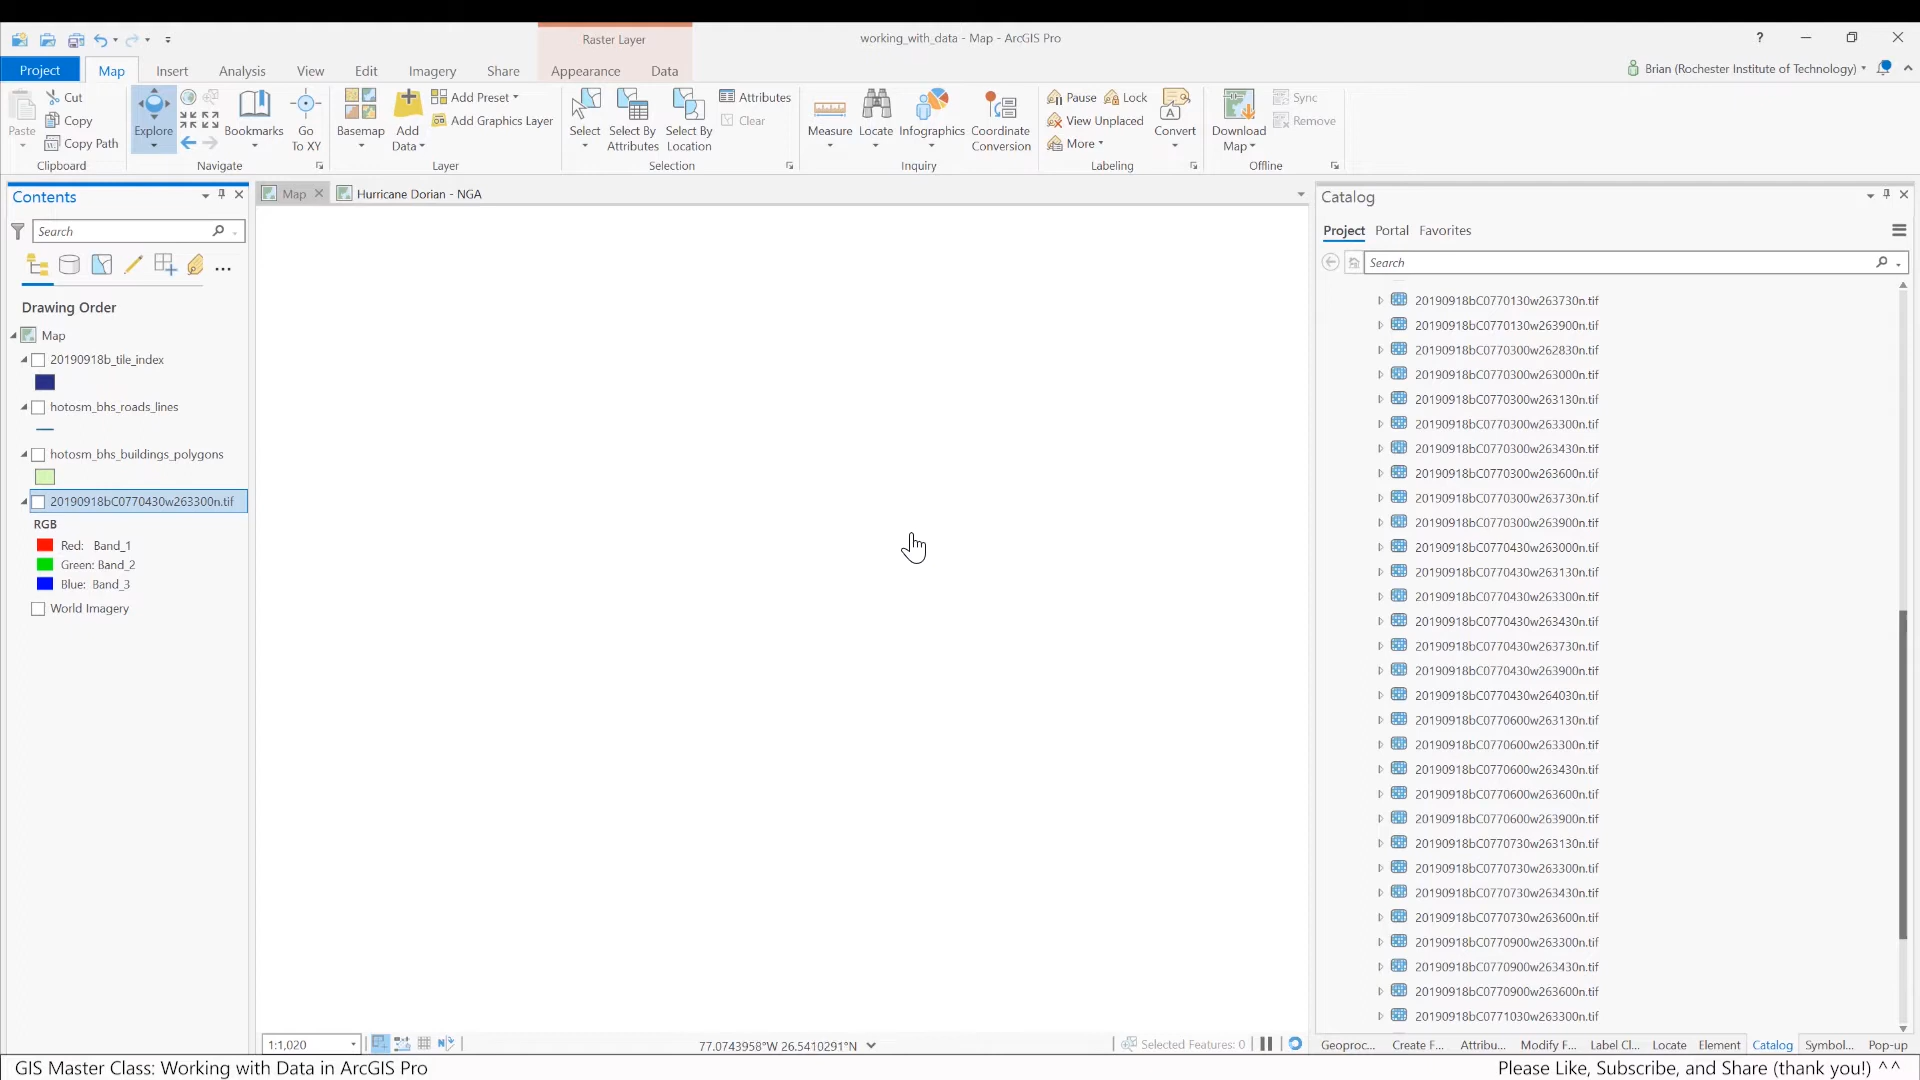 Raster Layer
working_with_data - Map - ArcGIS Pro
?
Project Map Insert Analysis View Edit Imagery Share Appearance Data
Brian (Rochester Institute of Technology)
Paste
Cut
Copy
Copy Path
Clipboard
Explore
Bookmarks
Go To XY
Navigate
Basemap
Add Data
Add Preset
Add Graphics Layer
Layer
Select
Select By Attributes
Select By Location
Attributes
Clear
Selection
Measure
Locate
Infographics
Coordinate Conversion
Inquiry
Pause
Lock
View Unplaced
More
Convert
Labeling
Download Map
Sync
Remove
Offline
Contents
Search
Drawing Order
Map
20190918b_tile_index
hotosm_bhs_roads_lines
hotosm_bhs_buildings_polygons
20190918bC0770430w263300n.tif
RGB
Red: Band_1
Green: Band_2
Blue: Band_3
World Imagery
Map
Hurricane Dorian - NGA
1:1,020
77.0743958°W 26.5410291°N
Selected Features: 0
Catalog
Project Portal Favorites
Search
20190918bC0770130w263730n.tif
20190918bC0770130w263900n.tif
20190918bC0770300w262830n.tif
20190918bC0770300w263000n.tif
20190918bC0770300w263130n.tif
20190918bC0770300w263300n.tif
20190918bC0770300w263430n.tif
20190918bC0770300w263600n.tif
20190918bC0770300w263730n.tif
20190918bC0770300w263900n.tif
20190918bC0770430w263000n.tif
20190918bC0770430w263130n.tif
20190918bC0770430w263300n.tif
20190918bC0770430w263430n.tif
20190918bC0770430w263730n.tif
20190918bC0770430w263900n.tif
20190918bC0770430w264030n.tif
20190918bC0770600w263130n.tif
20190918bC0770600w263300n.tif
20190918bC0770600w263430n.tif
20190918bC0770600w263600n.tif
20190918bC0770600w263900n.tif
20190918bC0770730w263130n.tif
20190918bC0770730w263300n.tif
20190918bC0770730w263430n.tif
20190918bC0770730w263600n.tif
20190918bC0770900w263300n.tif
20190918bC0770900w263430n.tif
20190918bC0770900w263600n.tif
20190918bC0771030w263300n.tif
Geoproc... Create F... Attribu... Modify F... Label Cl... Locate Element Catalog Symbol... Pop-up
GIS Master Class: Working with Data in ArcGIS Pro
Please Like, Subscribe, and Share (thank you!) ^^